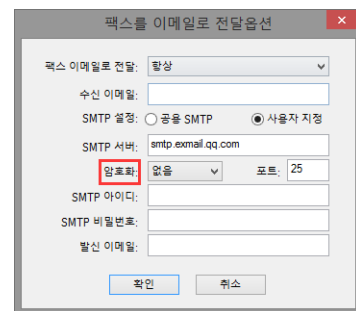 팩스를 이메일로 전달옵션
팩스 이메일로 전달: 항상
수신 이메일:
SMTP 설정: 공용 SMTP 사용자 지정
SMTP 서버: smtp.exmail.qq.com
암호화: 없음 포트: 25
SMTP 아이디:
SMTP 비밀번호:
발신 이메일:
확인 취소